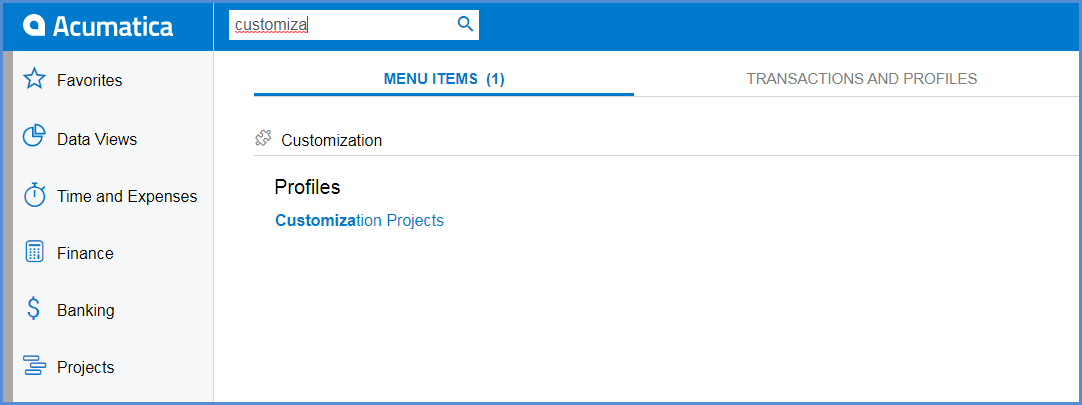 Acumatica
customiza
Favorites
Data Views
Time and Expenses
Finance
Banking
Projects
MENU ITEMS (1)
TRANSACTIONS AND PROFILES
Customization
Profiles
Customization Projects